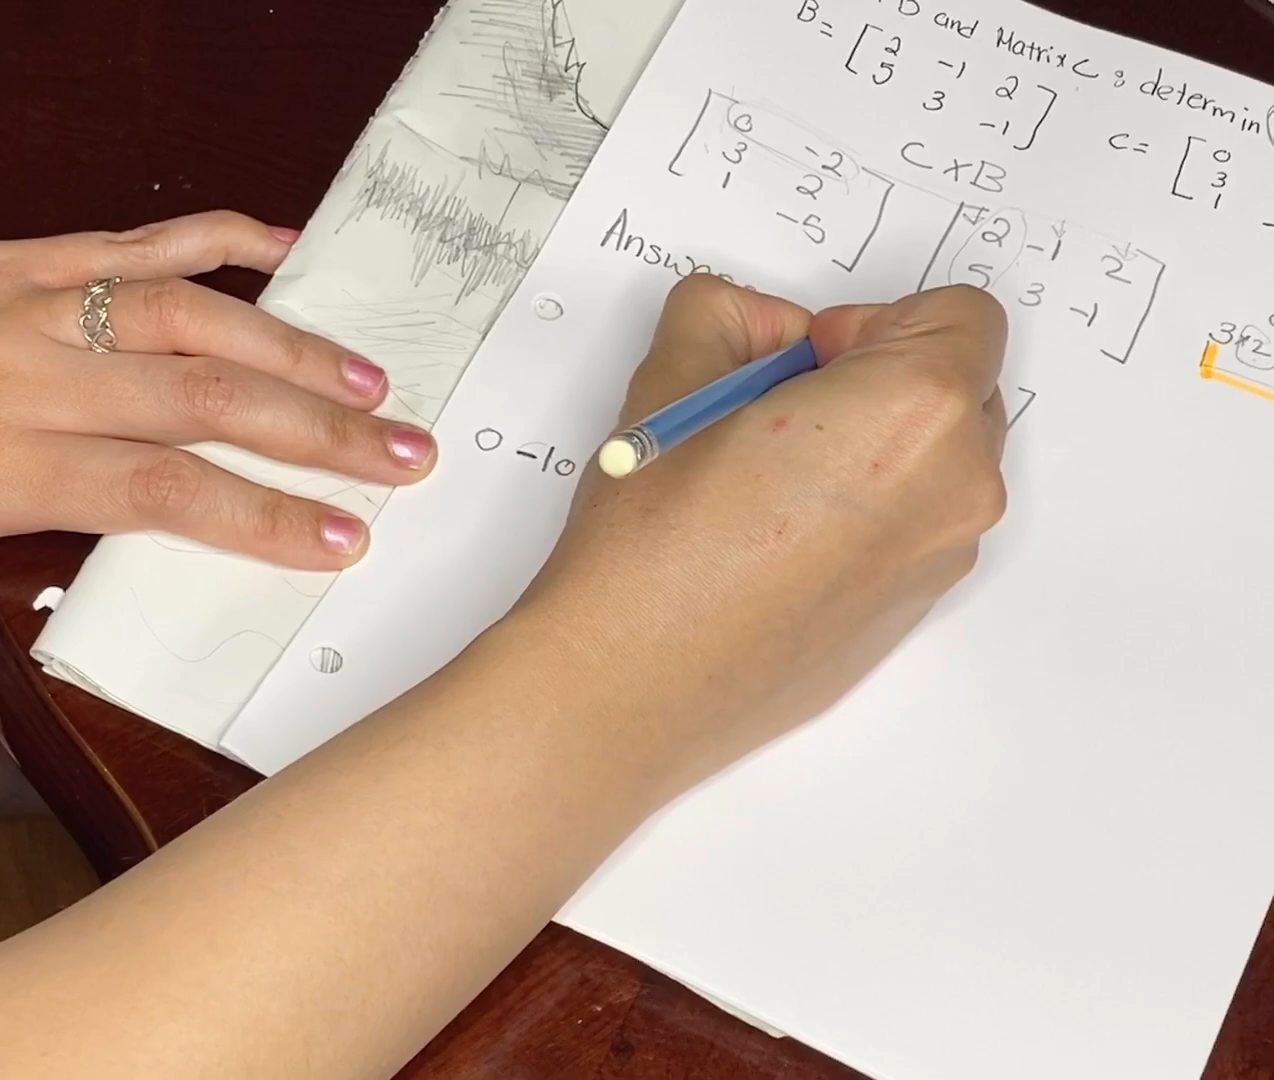 B and Matrix C : determin
B = [ 2 -1 2
5 3 -1 ]
C = [ 0
3
1
C x B
[ 0 -2
3 2
1 -5 ]
[ 2 -1 2
5 3 -1 ]
Answer
3x2
0 -10